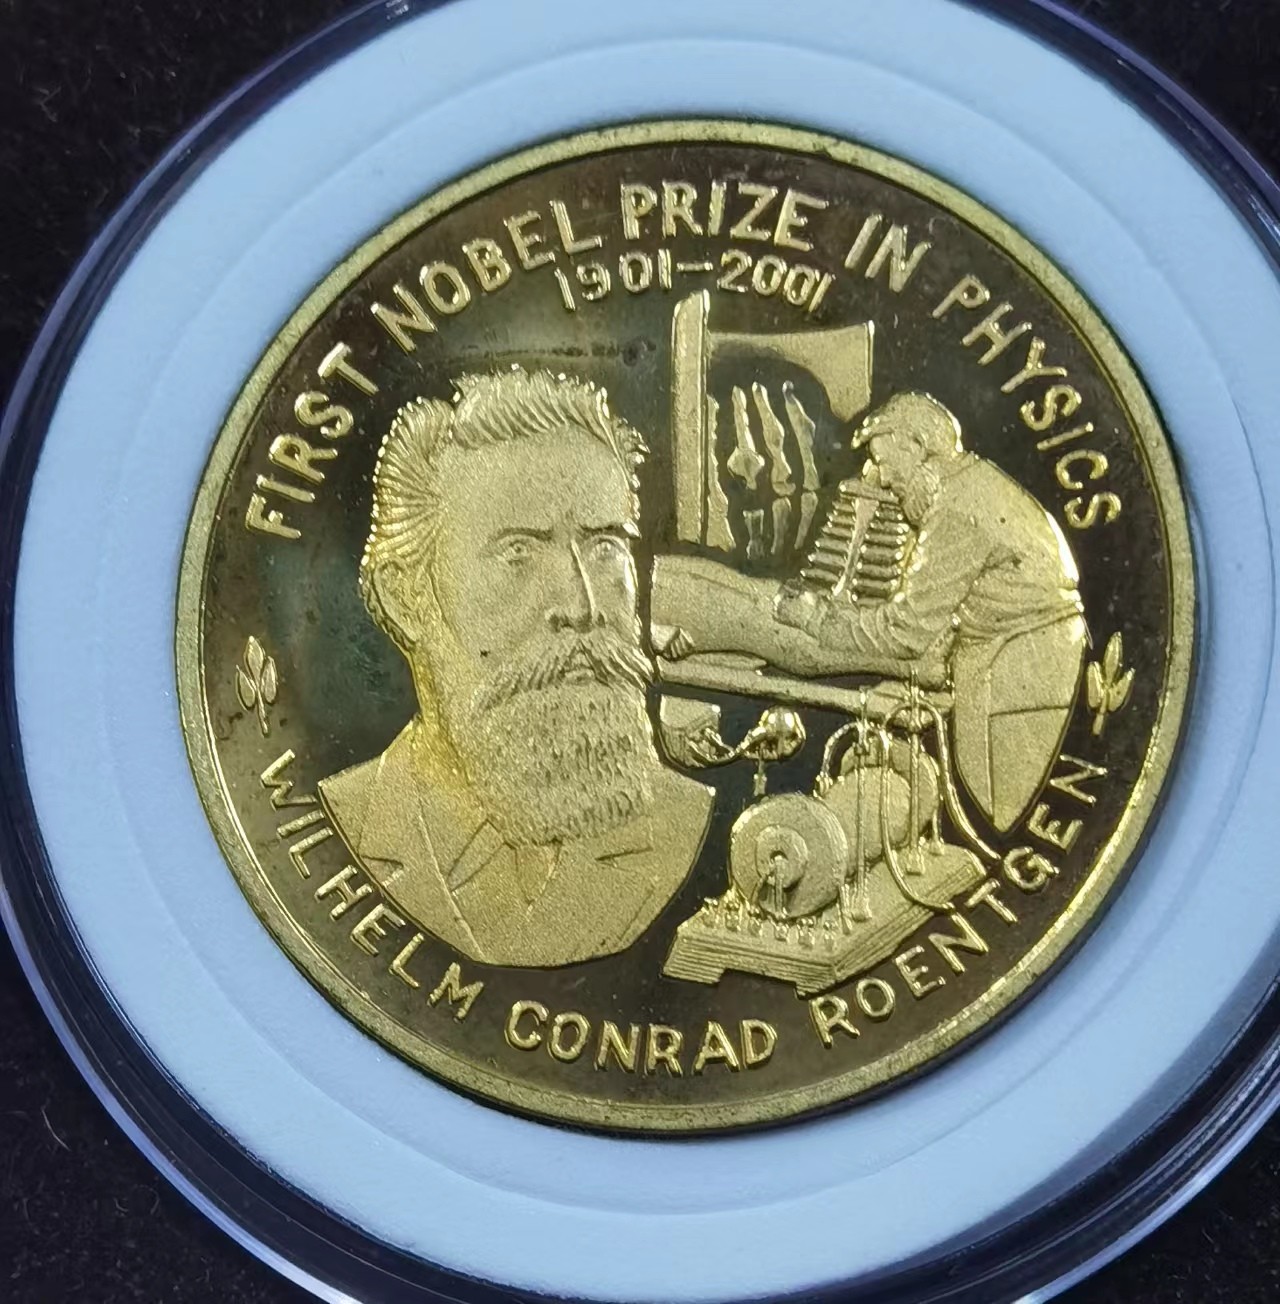 FIRST NOBEL PRIZE IN PHYSICS
1901-2001
WILHELM CONRAD ROENTGEN